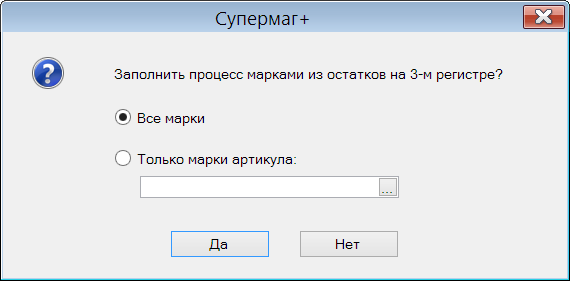 Супермаг+
Заполнить процесс марками из остатков на 3-м регистре?
Все марки
Только марки артикула:
...
Да
Нет